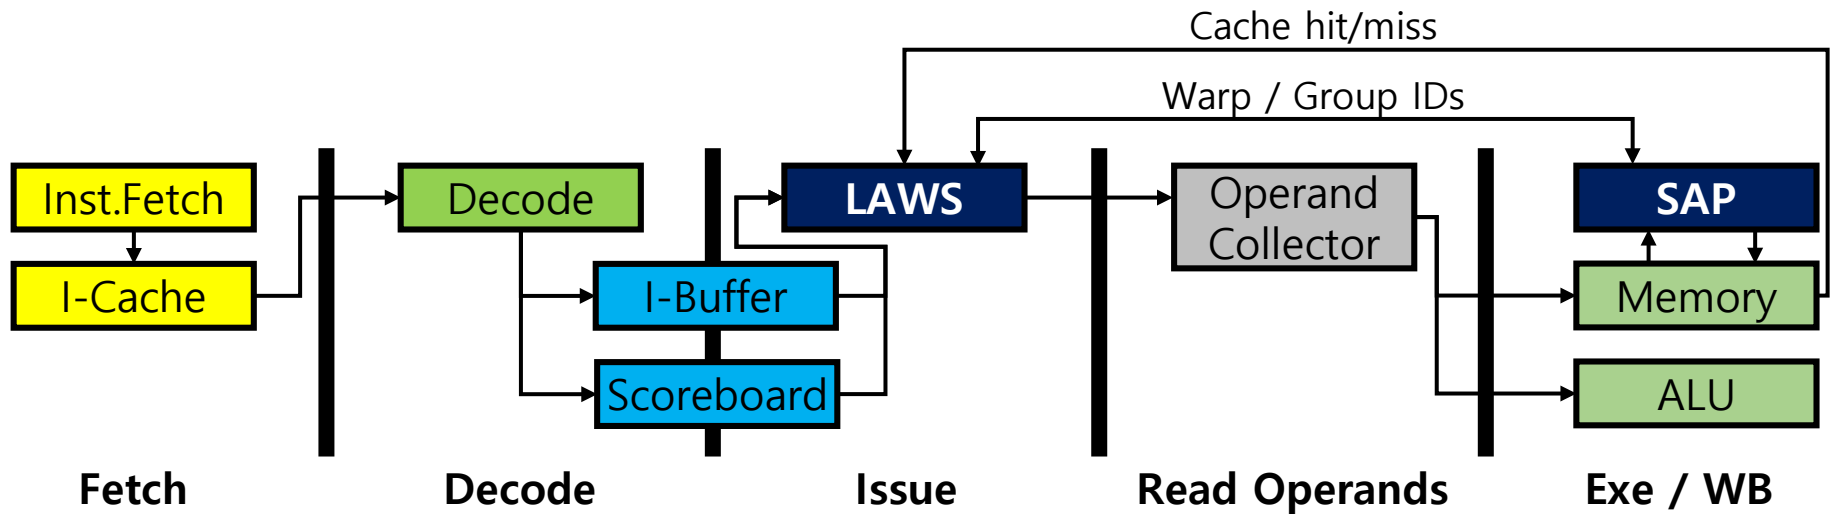 Cache hit/miss
Warp / Group IDs
Inst.Fetch
Decode
LAWS
Operand
Collector
SAP
I-Cache
I-Buffer
Memory
Scoreboard
ALU
Fetch
Decode
Issue
Read Operands
Exe / WB